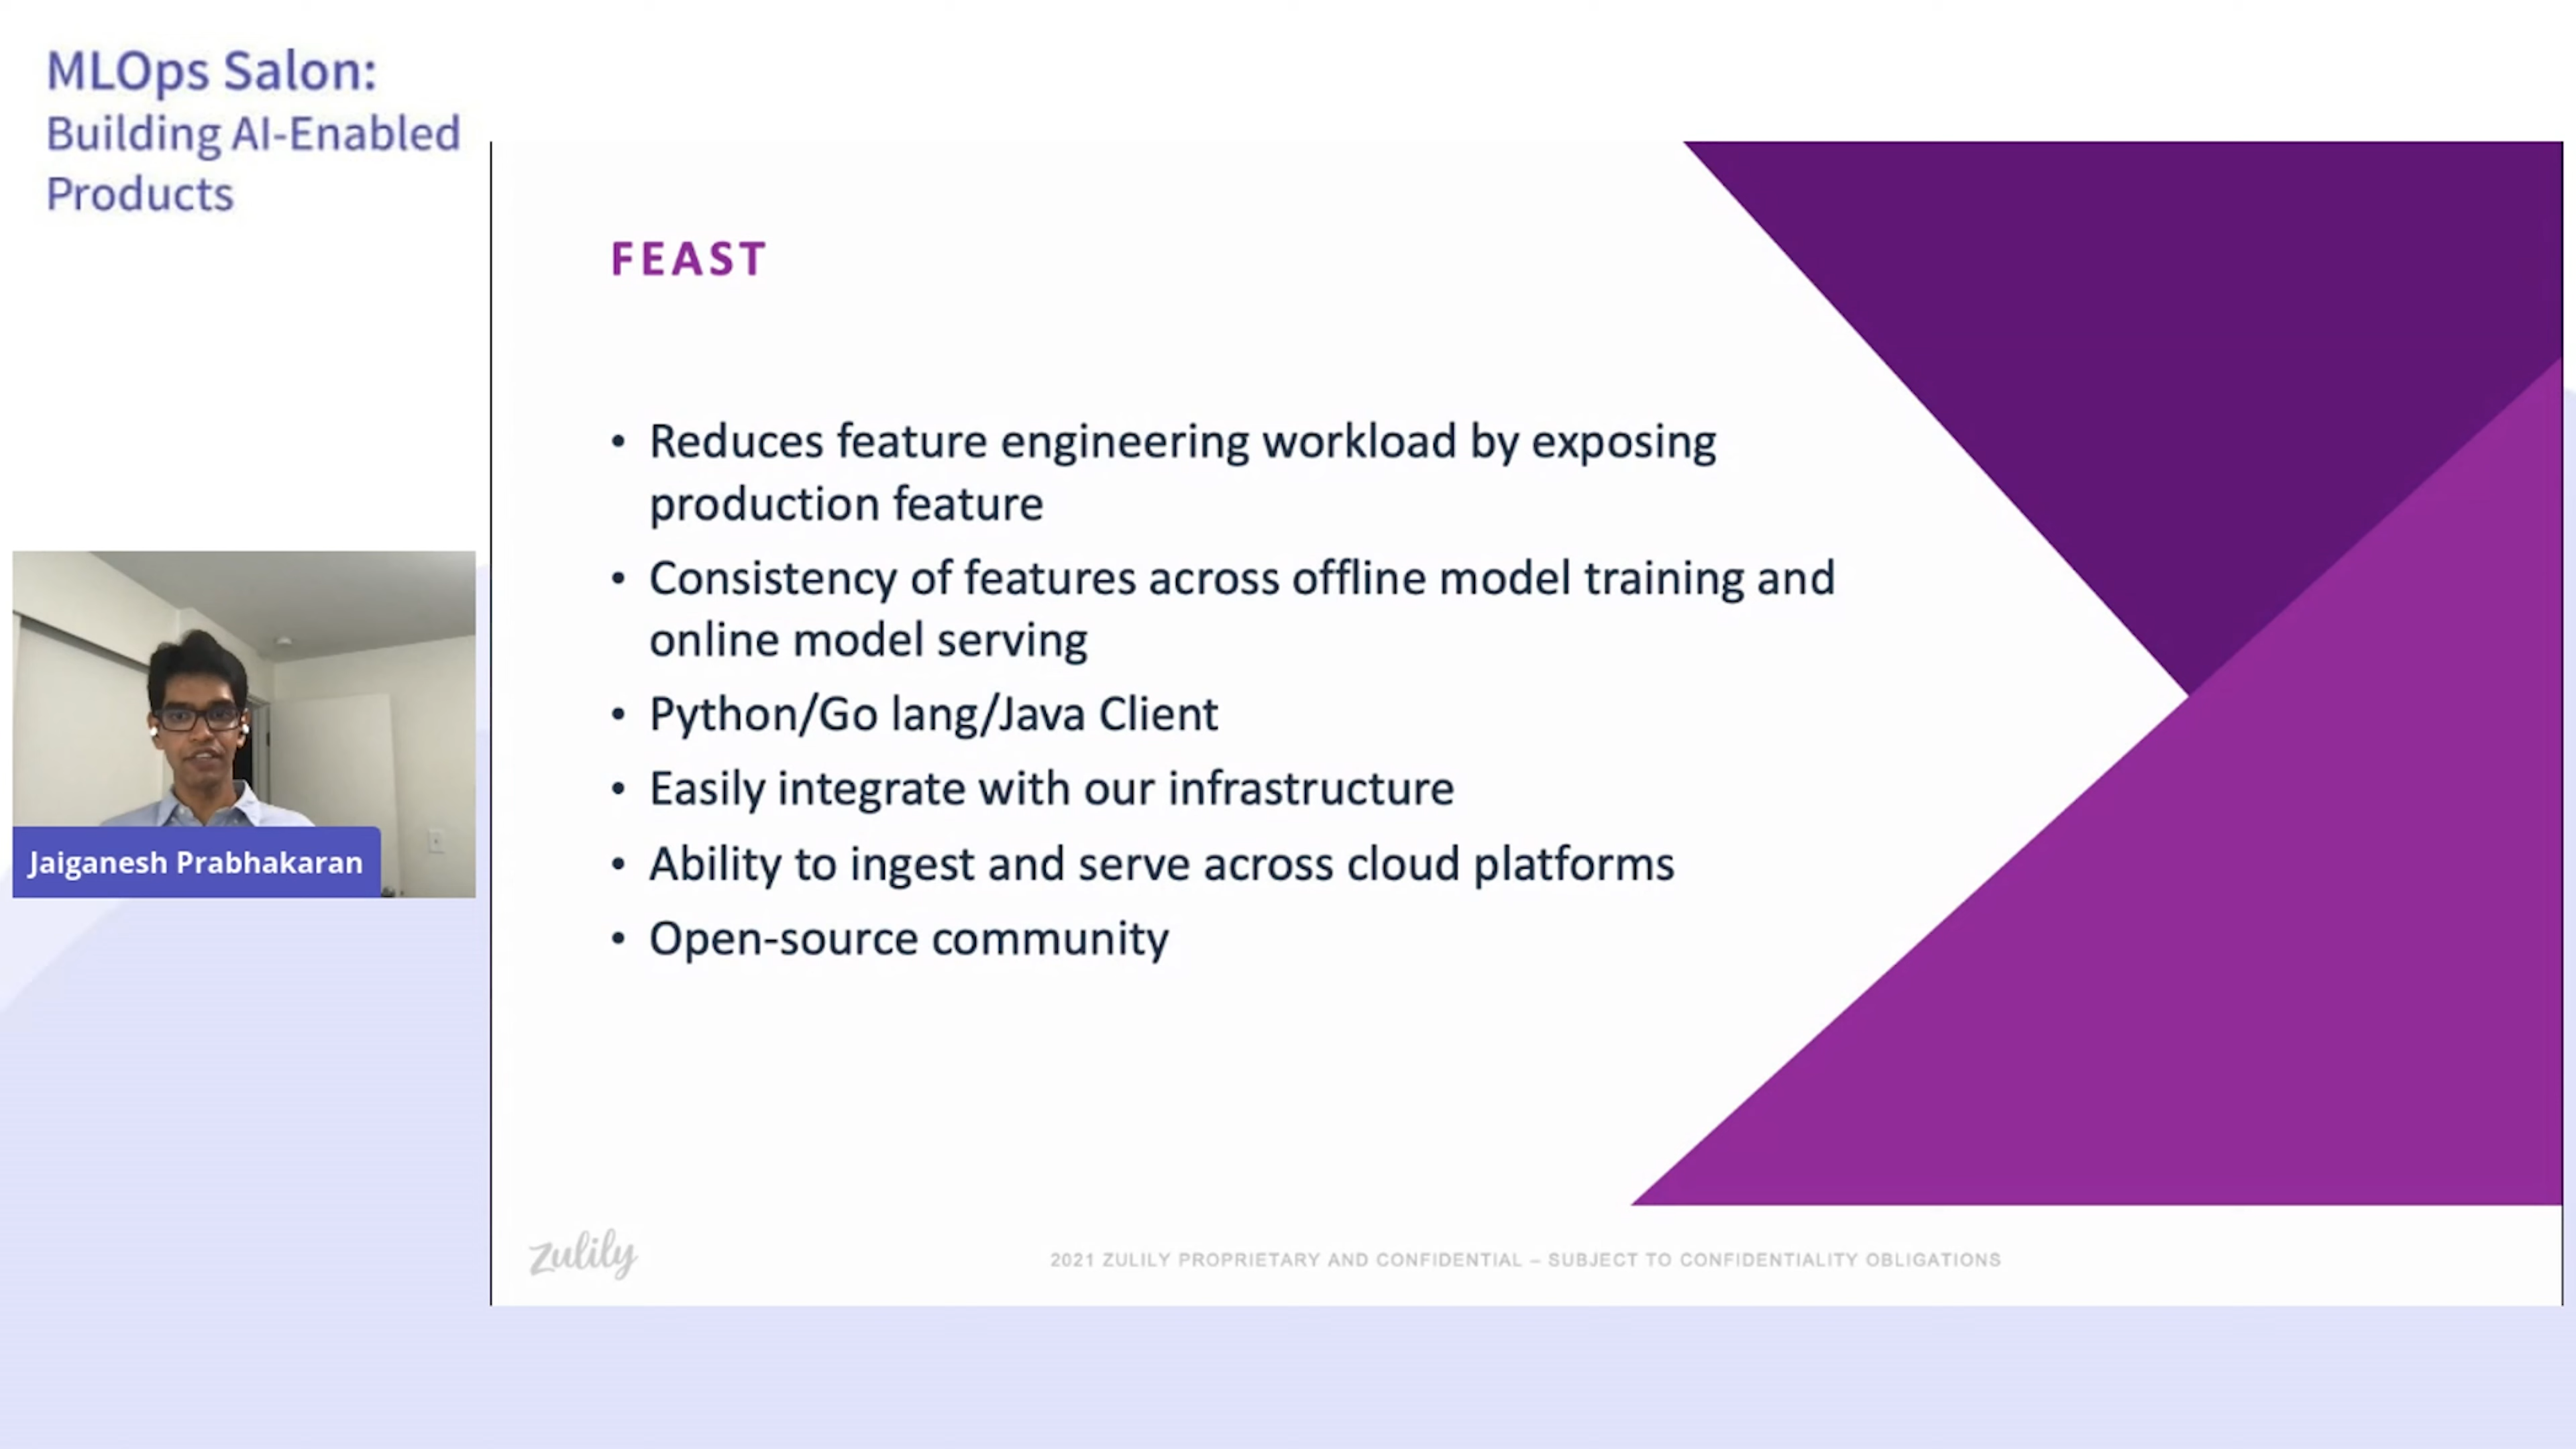 MLOps Salon:
Building AI-Enabled
Products
FEAST
• Reduces feature engineering workload by exposing
production feature
• Consistency of features across offline model training and
online model serving
• Python/Go lang/Java Client
• Easily integrate with our infrastructure
• Ability to ingest and serve across cloud platforms
• Open-source community
Jaiganesh Prabhakaran
zulily
2021 ZULILY PROPRIETARY AND CONFIDENTIAL – SUBJECT TO CONFIDENTIALITY OBLIGATIONS